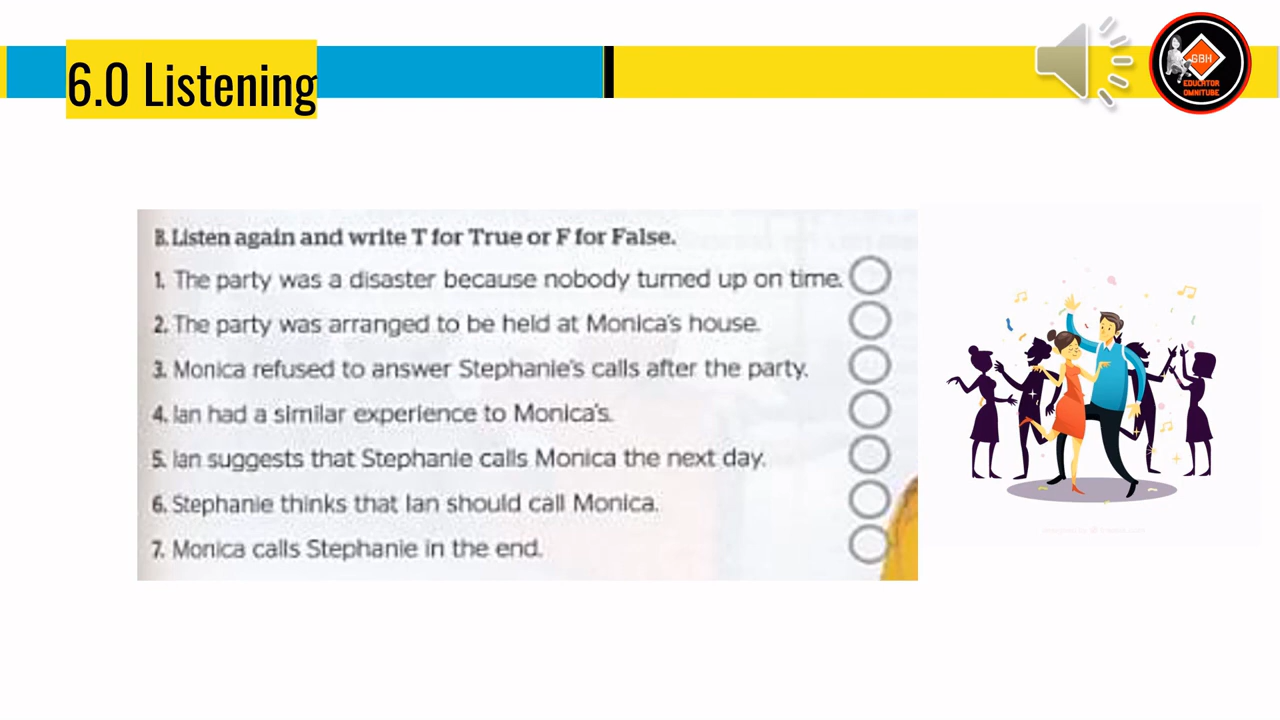 6.0 Listening
GBH
EDUCATOR
OMNITUBE
B. Listen again and write T for True or F for False.
1. The party was a disaster because nobody turned up on time.
2. The party was arranged to be held at Monica's house.
3. Monica refused to answer Stephanie's calls after the party.
4. Ian had a similar experience to Monica's.
5. Ian suggests that Stephanie calls Monica the next day.
6. Stephanie thinks that Ian should call Monica.
7. Monica calls Stephanie in the end.